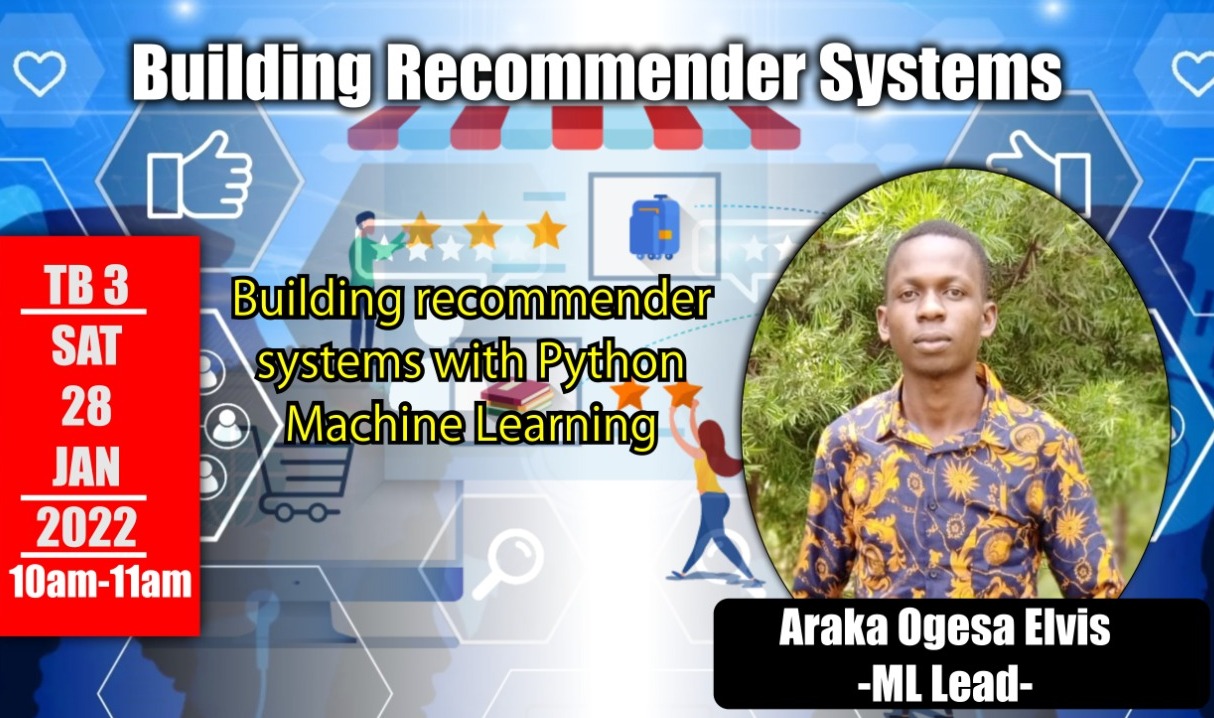 Building Recommender Systems
TB 3
SAT
28
JAN
2022
10am-11am
Building recommender
systems with Python
Machine Learning
Araka Ogesa Elvis
-ML Lead-